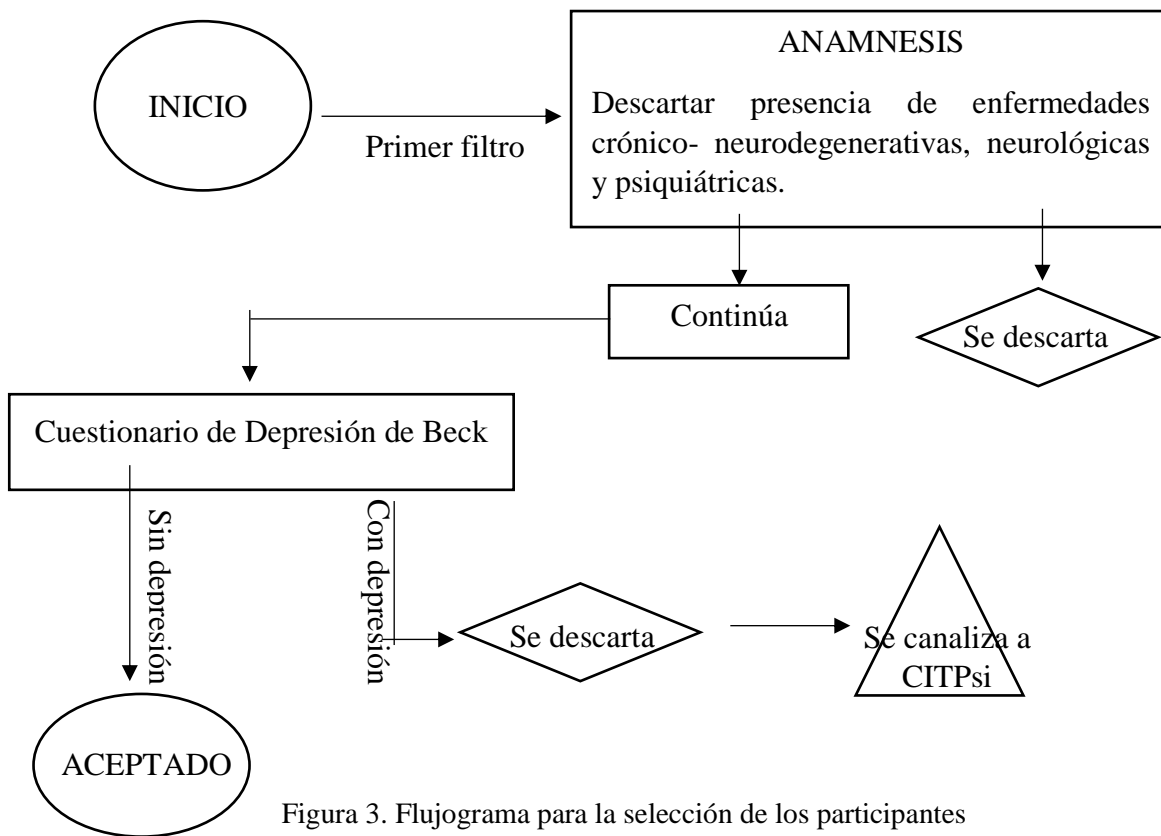 INICIO
Primer filtro
ANAMNESIS
Descartar presencia de enfermedades
crónico- neurodegenerativas, neurológicas
y psiquiátricas.
Continúa
Se descarta
Cuestionario de Depresión de Beck
Sin depresión
Con depresión
Se descarta
Se canaliza a
CITPsi
ACEPTADO
Figura 3. Flujograma para la selección de los participantes